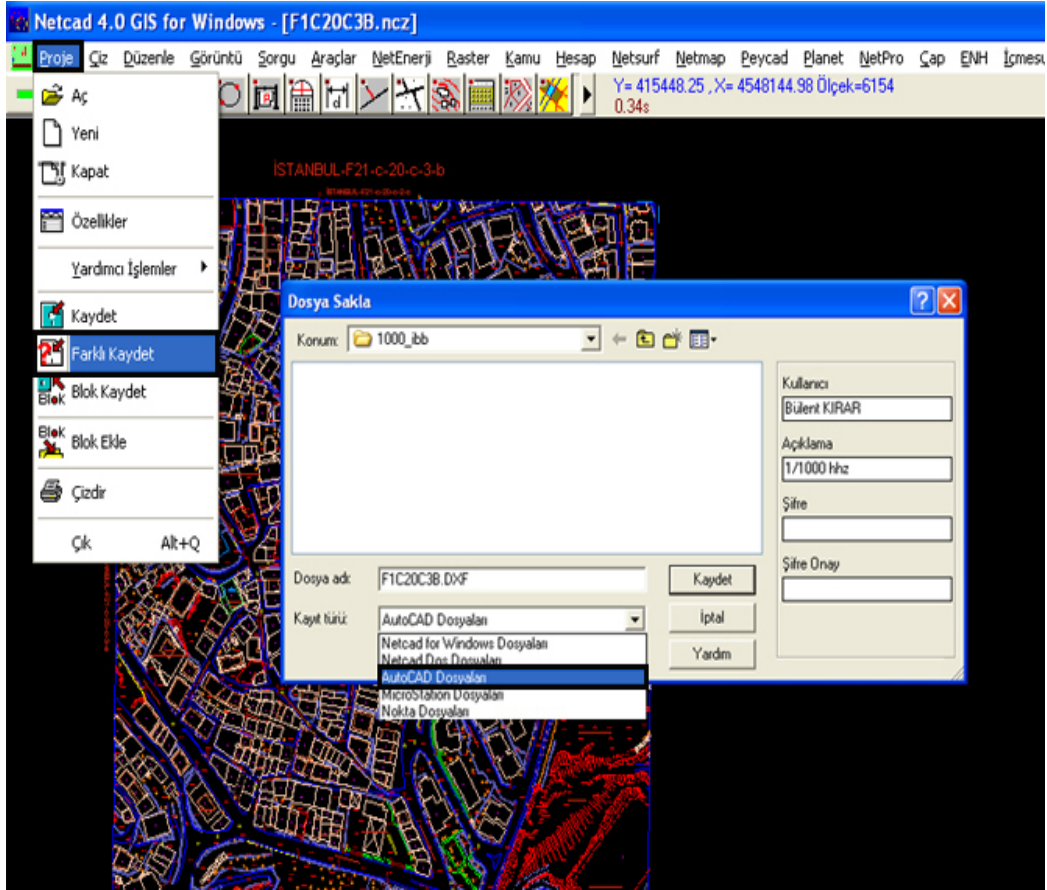 Netcad 4.0 GIS for Windows - [F1C20C3B.ncz]
Proje Çiz Düzenle Görüntü Sorgu Araçlar NetEnerji Raster Kamu Hesap Netsurf Netmap Peycad Planet NetPro Çap ENH İçmesu
Y= 415448.25 , X= 4548144.98 Ölçek=6154
0.34s
Aç
Yeni
Kapat
Özellikler
Yardımcı İşlemler
Kaydet
Farklı Kaydet
Blok Blok Kaydet
Blok Blok Ekle
Çizdir
Çık Alt+Q
İSTANBUL-F21-c-20-c-3-b
Dosya Sakla
Konum: 1000_ibb
Kullanıcı
Bülent KIRAR
Açıklama
1/1000 hhz
Şifre
Şifre Onay
Dosya adı: F1C20C3B.DXF Kaydet
Kayıt türü: AutoCAD Dosyaları İptal
Yardım
Netcad for Windows Dosyaları
Netcad Dos Dosyaları
AutoCAD Dosyaları
MicroStation Dosyaları
Nokta Dosyaları